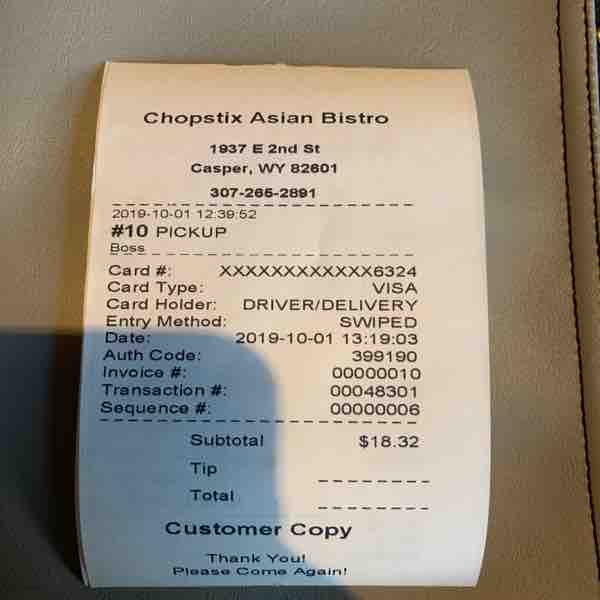 Chopstix Asian Bistro
1937 E 2nd St
Casper, WY 82601
307-265-2891
2019-10-01 12:39:52
#10 PICKUP
Boss
Card #: XXXXXXXXXXXX6324
Card Type: VISA
Card Holder: DRIVER/DELIVERY
Entry Method: SWIPED
Date: 2019-10-01 13:19:03
Auth Code: 399190
Invoice #: 00000010
Transaction #: 00048301
Sequence #: 00000006
Subtotal $18.32
Tip
Total
Customer Copy
Thank You!
Please Come Again!